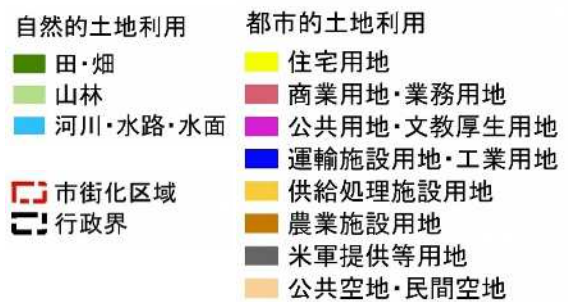 自然的土地利用
田・畑
山林
河川・水路・水面
市街化区域
行政界
都市的土地利用
住宅用地
商業用地・業務用地
公共用地・文教厚生用地
運輸施設用地・工業用地
供給処理施設用地
農業施設用地
米軍提供等用地
公共空地・民間空地